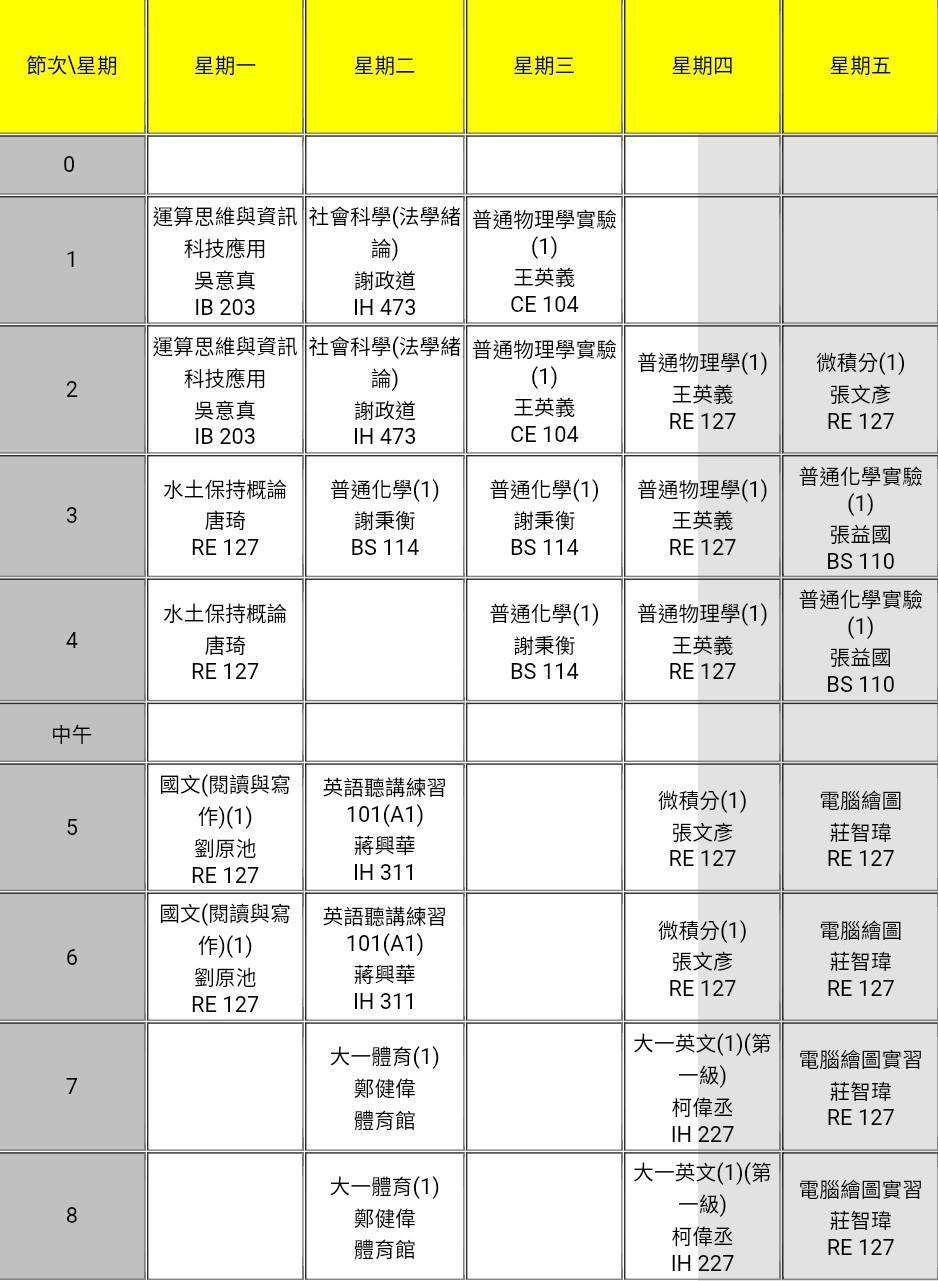 節次\星期 星期一 星期二 星期三 星期四 星期五
0
1
運算思維與資訊
科技應用
吳意真
IB 203
社會科學(法學緒
論)
謝政道
IH 473
普通物理學實驗
(1)
王英義
CE 104
2
運算思維與資訊
科技應用
吳意真
IB 203
社會科學(法學緒
論)
謝政道
IH 473
普通物理學實驗
(1)
王英義
CE 104
普通物理學(1)
王英義
RE 127
微積分(1)
張文彥
RE 127
3
水土保持概論
唐琦
RE 127
普通化學(1)
謝秉衡
BS 114
普通化學(1)
謝秉衡
BS 114
普通物理學(1)
王英義
RE 127
普通化學實驗
(1)
張益國
BS 110
4
水土保持概論
唐琦
RE 127
普通化學(1)
謝秉衡
BS 114
普通物理學(1)
王英義
RE 127
普通化學實驗
(1)
張益國
BS 110
中午
5
國文(閱讀與寫
作)(1)
劉原池
RE 127
英語聽講練習
101(A1)
蔣興華
IH 311
微積分(1)
張文彥
RE 127
電腦繪圖
莊智瑋
RE 127
6
國文(閱讀與寫
作)(1)
劉原池
RE 127
英語聽講練習
101(A1)
蔣興華
IH 311
微積分(1)
張文彥
RE 127
電腦繪圖
莊智瑋
RE 127
7
大一體育(1)
鄭健偉
體育館
大一英文(1)(第
一級)
柯偉丞
IH 227
電腦繪圖實習
莊智瑋
RE 127
8
大一體育(1)
鄭健偉
體育館
大一英文(1)(第
一級)
柯偉丞
IH 227
電腦繪圖實習
莊智瑋
RE 127